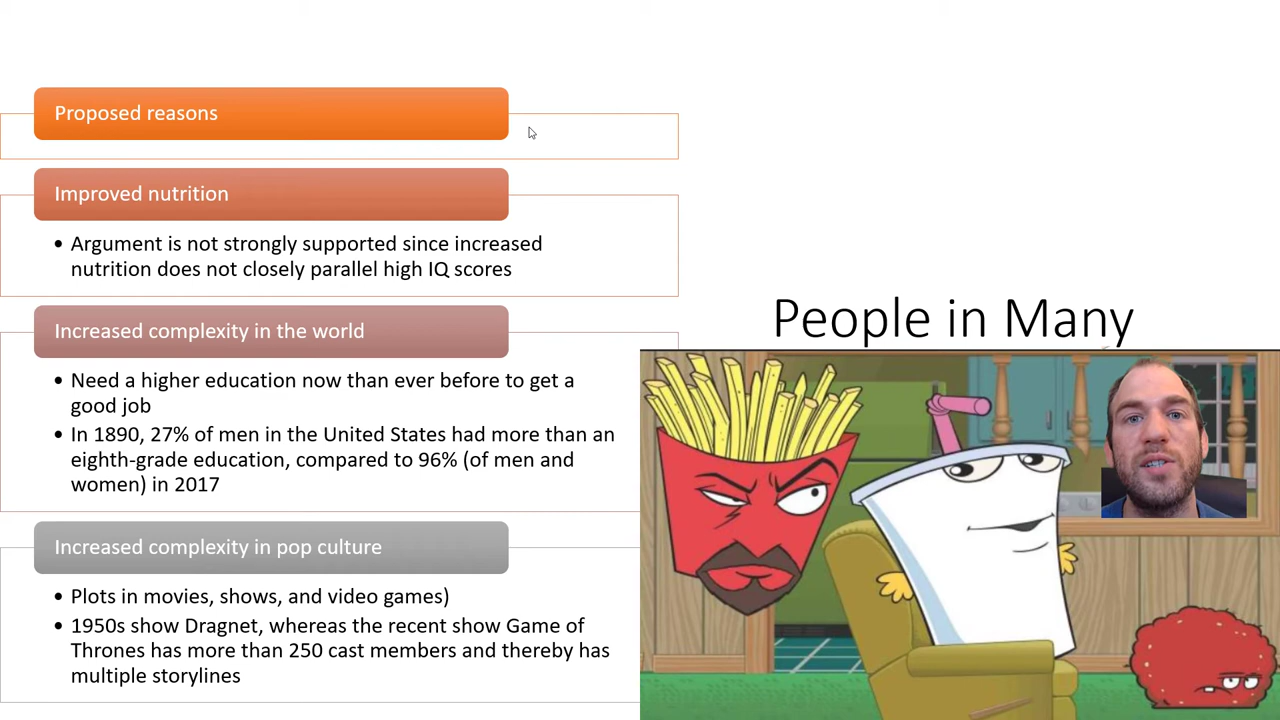 Proposed reasons
Improved nutrition
• Argument is not strongly supported since increased
nutrition does not closely parallel high IQ scores
Increased complexity in the world
• Need a higher education now than ever before to get a
good job
• In 1890, 27% of men in the United States had more than an
eighth-grade education, compared to 96% (of men and
women) in 2017
Increased complexity in pop culture
• Plots in movies, shows, and video games)
• 1950s show Dragnet, whereas the recent show Game of
Thrones has more than 250 cast members and thereby has
multiple storylines
People in Many